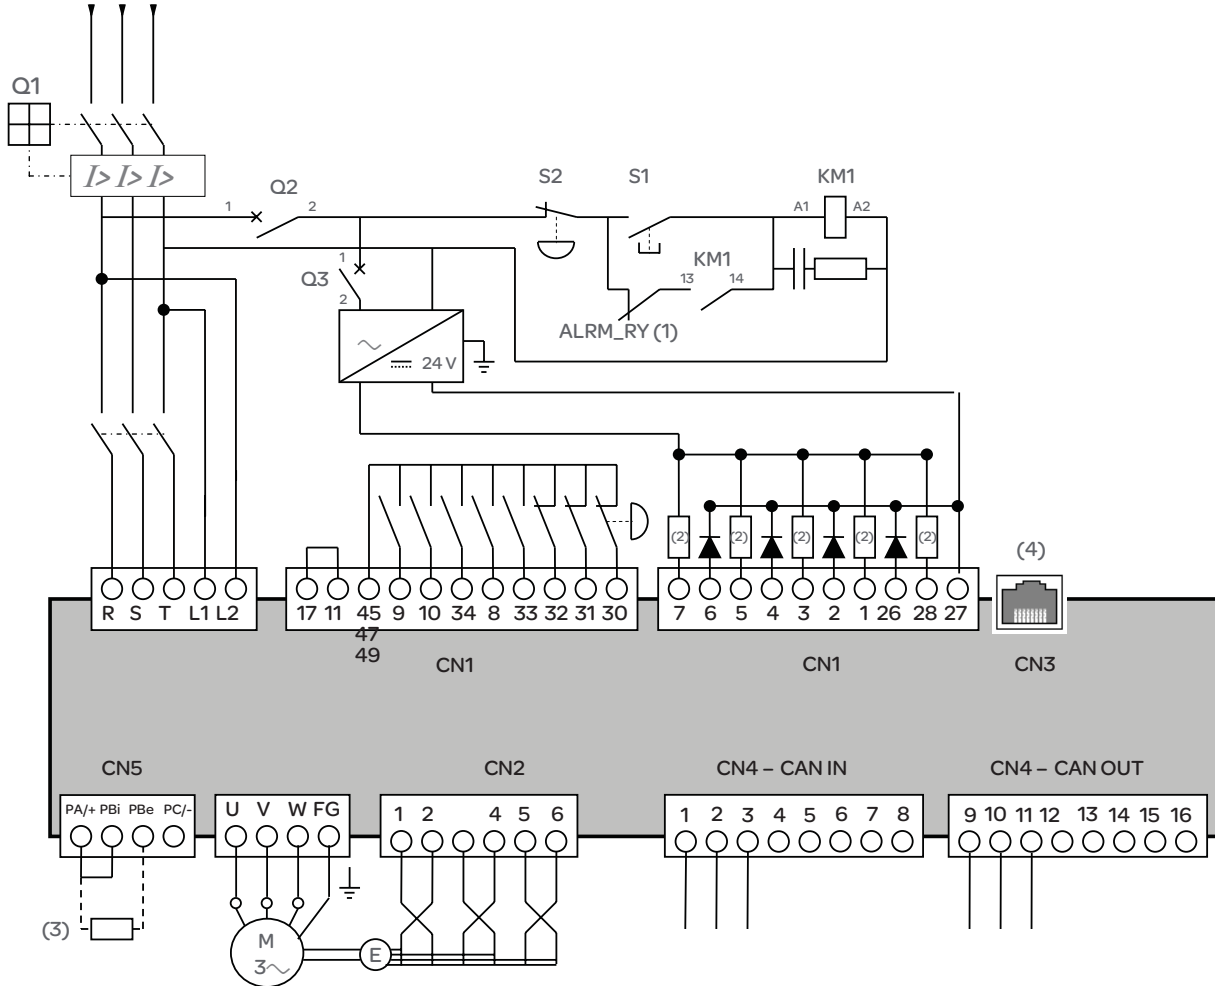 Q1
I> I> I>
Q2
1
2
S2
S1
KM1
A1
A2
KM1
13
14
ALRM_RY (1)
Q3
1
2
24 V
(2) (2) (2) (2) (2)
(4)
R S T L1 L2
17 11 45 9 10 34 8 33 32 31 30
47
49
7 6 5 4 3 2 1 26 28 27
CN1
CN1
CN3
CN5
CN2
CN4 – CAN IN
CN4 – CAN OUT
PA/+ PBi PBe PC/-
U V W FG
1 2 4 5 6
1 2 3 4 5 6 7 8
9 10 11 12 13 14 15 16
(3)
M
3
E